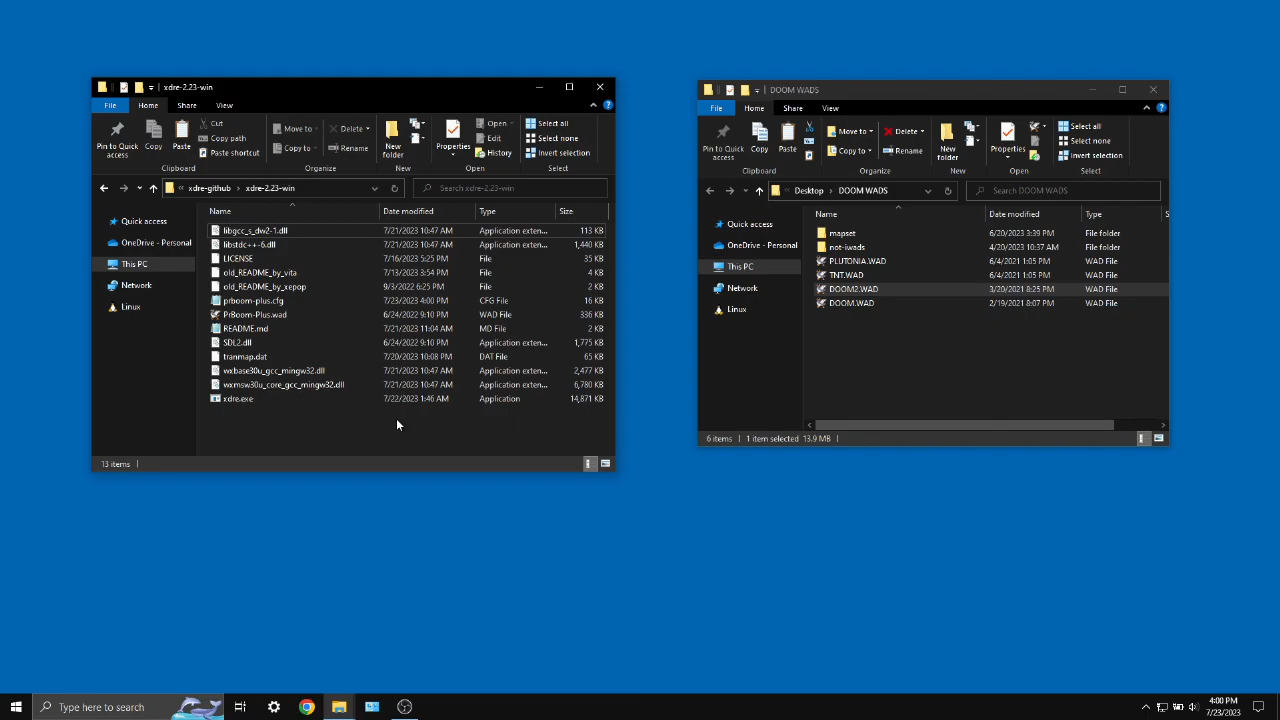 xdre-2.23-win
File Home Share View
Pin to Quick access
Copy
Paste
Cut
Copy path
Paste shortcut
Clipboard
Move to
Copy to
Delete
Rename
Organize
New folder
New
Properties
Open
Edit
History
Open
Select all
Select none
Invert selection
Select
xdre-github xdre-2.23-win Search xdre-2.23-win
Quick access
OneDrive - Personal
This PC
Network
Linux
Name Date modified Type Size
libgcc_s_dw2-1.dll 7/21/2023 10:47 AM Application exten... 113 KB
libstdc++-6.dll 7/21/2023 10:47 AM Application exten... 1,440 KB
LICENSE 7/16/2023 5:25 PM File 35 KB
old_README_by_vita 7/13/2023 3:54 PM File 4 KB
old_README_by_xepop 9/3/2022 6:25 PM File 2 KB
prboom-plus.cfg 7/23/2023 4:00 PM CFG File 16 KB
PrBoom-Plus.wad 6/24/2022 9:10 PM WAD File 336 KB
README.md 7/21/2023 11:04 AM MD File 2 KB
SDL2.dll 6/24/2022 9:10 PM Application exten... 1,775 KB
tranmap.dat 7/20/2023 10:08 PM DAT File 65 KB
wxbase30u_gcc_mingw32.dll 7/21/2023 10:47 AM Application exten... 2,477 KB
wxmsw30u_core_gcc_mingw32.dll 7/21/2023 10:47 AM Application exten... 6,780 KB
xdre.exe 7/22/2023 1:46 AM Application 14,871 KB
13 items
DOOM WADS
File Home Share View
Pin to Quick access
Copy
Paste
Clipboard
Move to
Copy to
Delete
Rename
Organize
New folder
New
Properties
Open
Select all
Select none
Invert selection
Select
Desktop DOOM WADS Search DOOM WADS
Quick access
OneDrive - Personal
This PC
Network
Linux
Name Date modified Type S
mapset 6/20/2023 3:39 PM File folder
not-iwads 4/20/2023 10:37 AM File folder
PLUTONIA.WAD 6/4/2021 1:05 PM WAD File
TNT.WAD 6/4/2021 1:05 PM WAD File
DOOM2.WAD 3/20/2021 8:25 PM WAD File
DOOM.WAD 2/19/2021 8:07 PM WAD File
6 items 1 item selected 13.9 MB
Type here to search
4:00 PM
7/23/2023